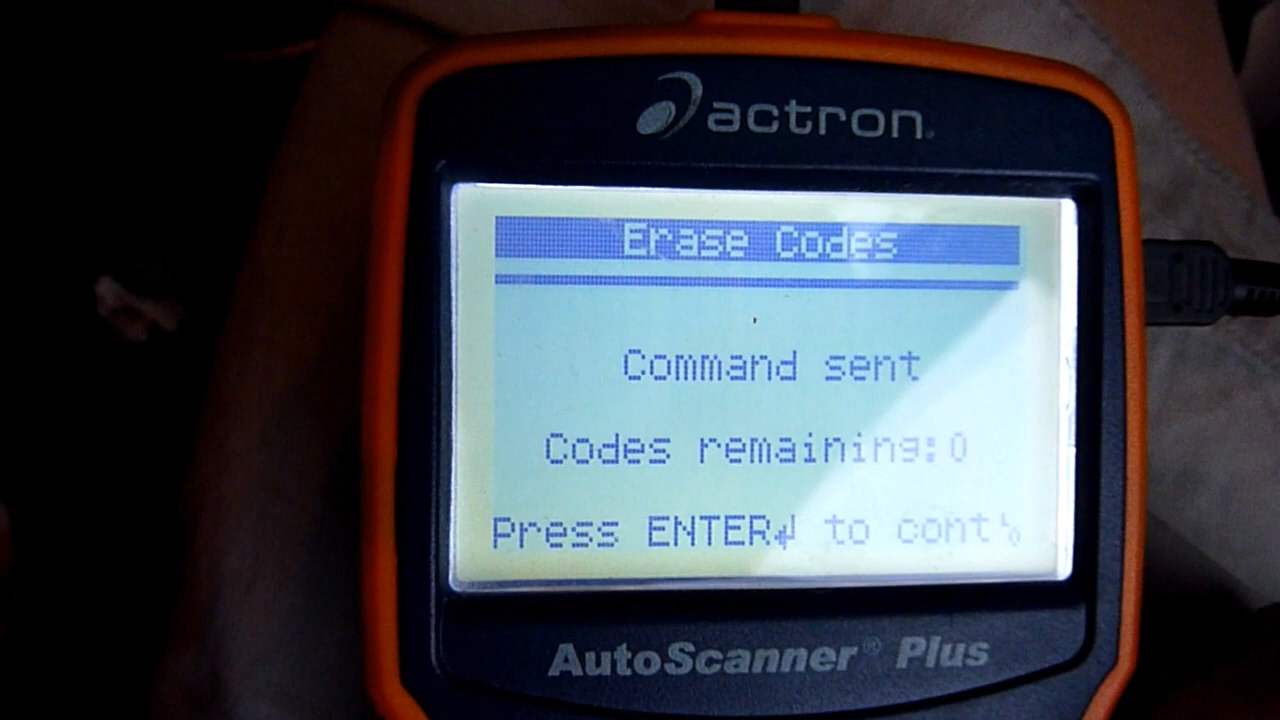 actron
Erase Codes
Command sent
Codes remaining:0
Press ENTER↲ to cont
AutoScanner® Plus